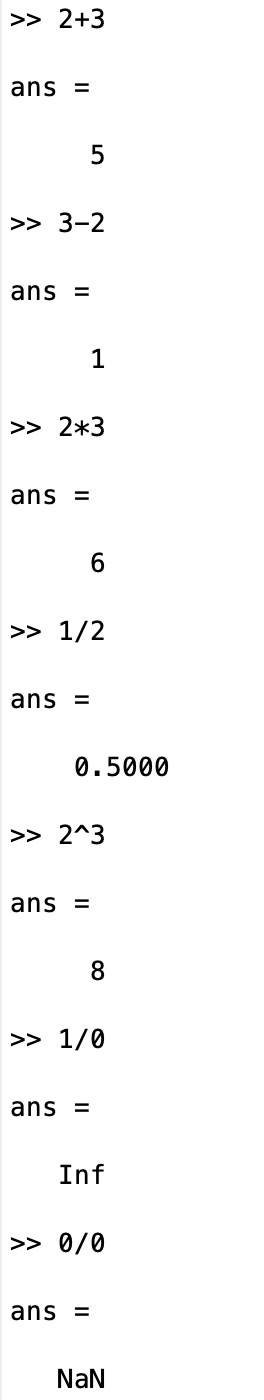 >> 2+3
ans =
5
>> 3-2
ans =
1
>> 2*3
ans =
6
>> 1/2
ans =
0.5000
>> 2^3
ans =
8
>> 1/0
ans =
Inf
>> 0/0
ans =
NaN